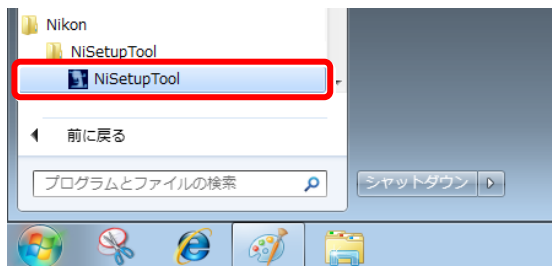 Nikon
NiSetupTool
NiSetupTool
前に戻る
プログラムとファイルの検索
シャットダウン